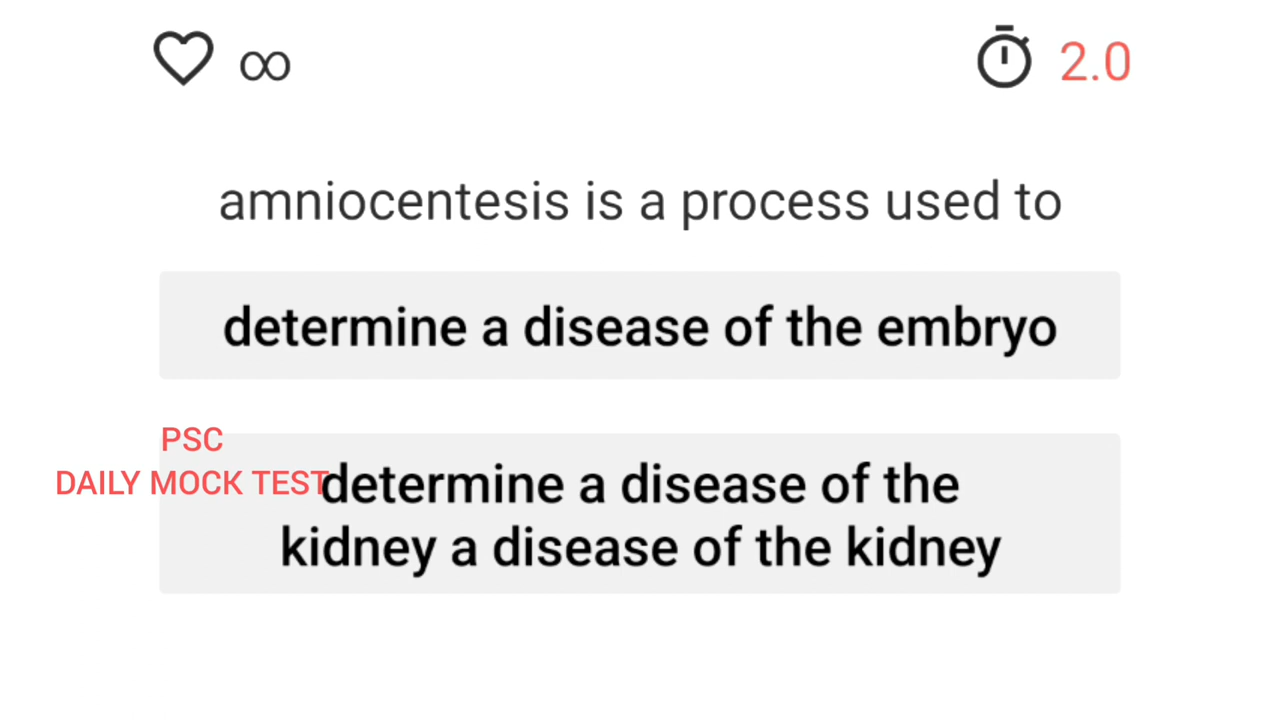 ∞
2.0
amniocentesis is a process used to
determine a disease of the embryo
PSC
DAILY MOCK TEST
determine a disease of the
kidney a disease of the kidney